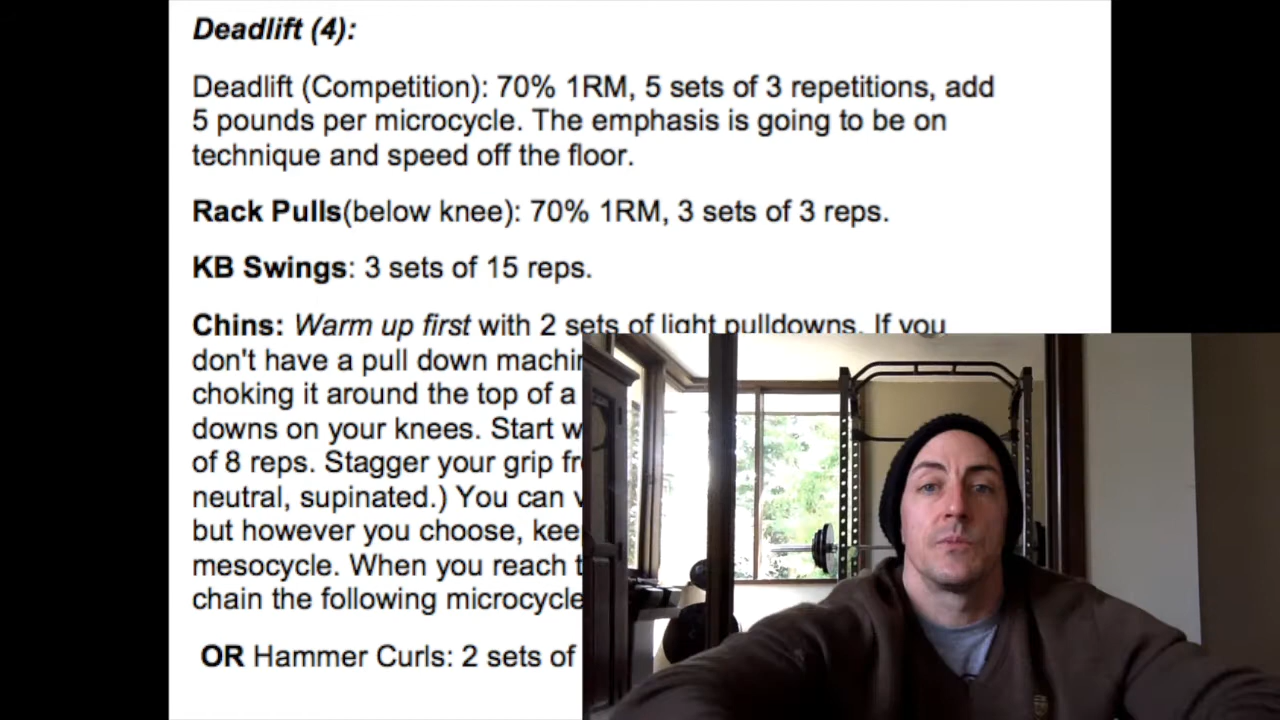 Deadlift (4):
Deadlift (Competition): 70% 1RM, 5 sets of 3 repetitions, add
5 pounds per microcycle. The emphasis is going to be on
technique and speed off the floor.
Rack Pulls(below knee): 70% 1RM, 3 sets of 3 reps.
KB Swings: 3 sets of 15 reps.
Chins: Warm up first with 2 sets of light pulldowns. If you
don't have a pull down
choking it around the top of a
downs on your knees. Start
of 8 reps. Stagger your grip
neutral, supinated.) You can
but however you choose,
mesocycle. When you reach
chain the following microcycle
OR Hammer Curls: 2 sets of